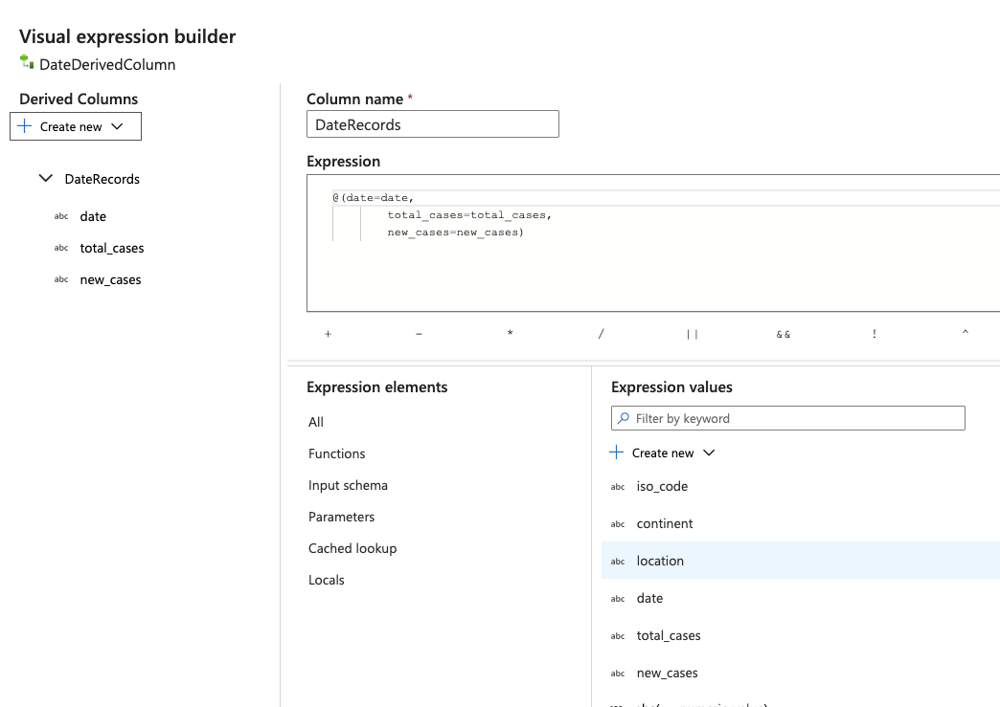 Visual expression builder
DateDerivedColumn
Derived Columns
Create new
DateRecords
abc date
abc total_cases
abc new_cases
Column name *
DateRecords
Expression
@(date=date,
total_cases=total_cases,
new_cases=new_cases)
+ - * / || && ! ^
Expression elements
All
Functions
Input schema
Parameters
Cached lookup
Locals
Expression values
Filter by keyword
Create new
abc iso_code
abc continent
abc location
abc date
abc total_cases
abc new_cases